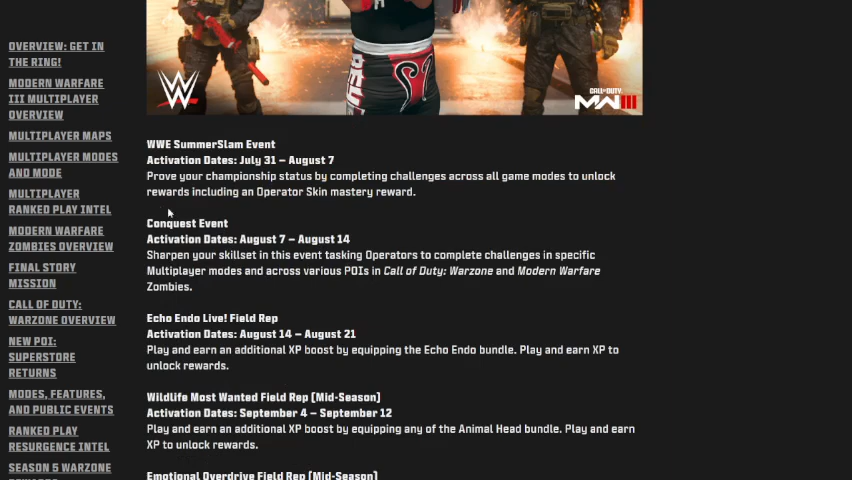 OVERVIEW: GET IN
THE RING!
MODERN WARFARE
III MULTIPLAYER
OVERVIEW
MULTIPLAYER MAPS
MULTIPLAYER MODES
AND MODE
MULTIPLAYER
RANKED PLAY INTEL
MODERN WARFARE
ZOMBIES OVERVIEW
FINAL STORY
MISSION
CALL OF DUTY:
WARZONE OVERVIEW
NEW POI:
SUPERSTORE
RETURNS
MODES, FEATURES,
AND PUBLIC EVENTS
RANKED PLAY
RESURGENCE INTEL
SEASON 5 WARZONE
W
CALL OF DUTY
MWIII
WWE SummerSlam Event
Activation Dates: July 31 – August 7
Prove your championship status by completing challenges across all game modes to unlock
rewards including an Operator Skin mastery reward.
Conquest Event
Activation Dates: August 7 – August 14
Sharpen your skillset in this event tasking Operators to complete challenges in specific
Multiplayer modes and across various POIs in Call of Duty: Warzone and Modern Warfare
Zombies.
Echo Endo Live! Field Rep
Activation Dates: August 14 – August 21
Play and earn an additional XP boost by equipping the Echo Endo bundle. Play and earn XP to
unlock rewards.
Wildlife Most Wanted Field Rep (Mid-Season)
Activation Dates: September 4 – September 12
Play and earn an additional XP boost by equipping any of the Animal Head bundle. Play and earn
XP to unlock rewards.
Emotional Overdrive Field Rep (Mid-Season)